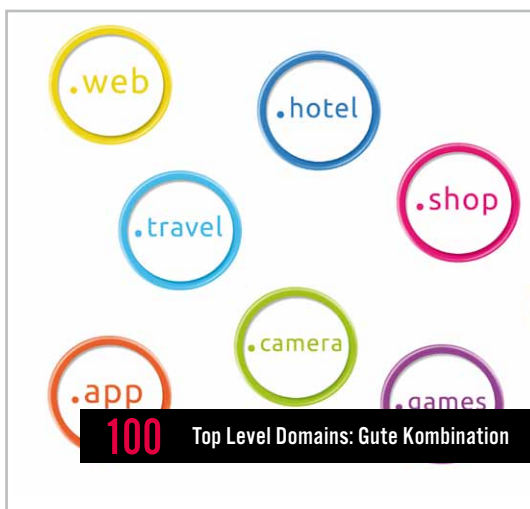 .web
.hotel
.shop
.travel
.camera
.app
.games
100 Top Level Domains: Gute Kombination